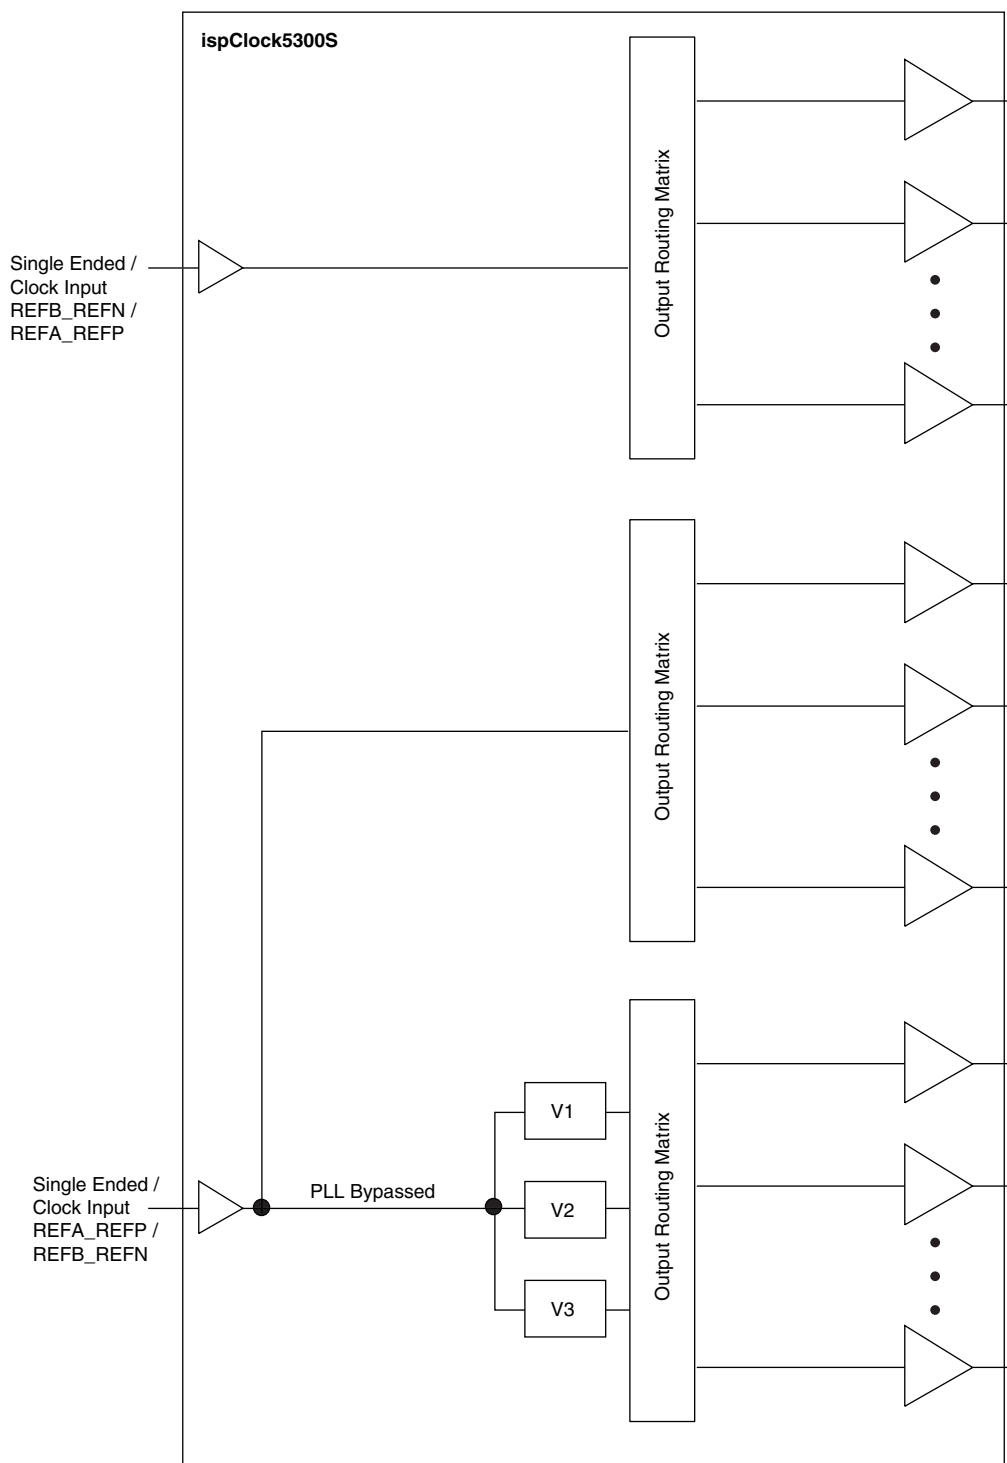 ispClock5300S
Output Routing Matrix
Single Ended /
Clock Input
REFB_REFN /
REFA_REFP
Output Routing Matrix
Output Routing Matrix
V1
Single Ended /
Clock Input
REFA_REFP /
REFB_REFN
PLL Bypassed
V2
V3